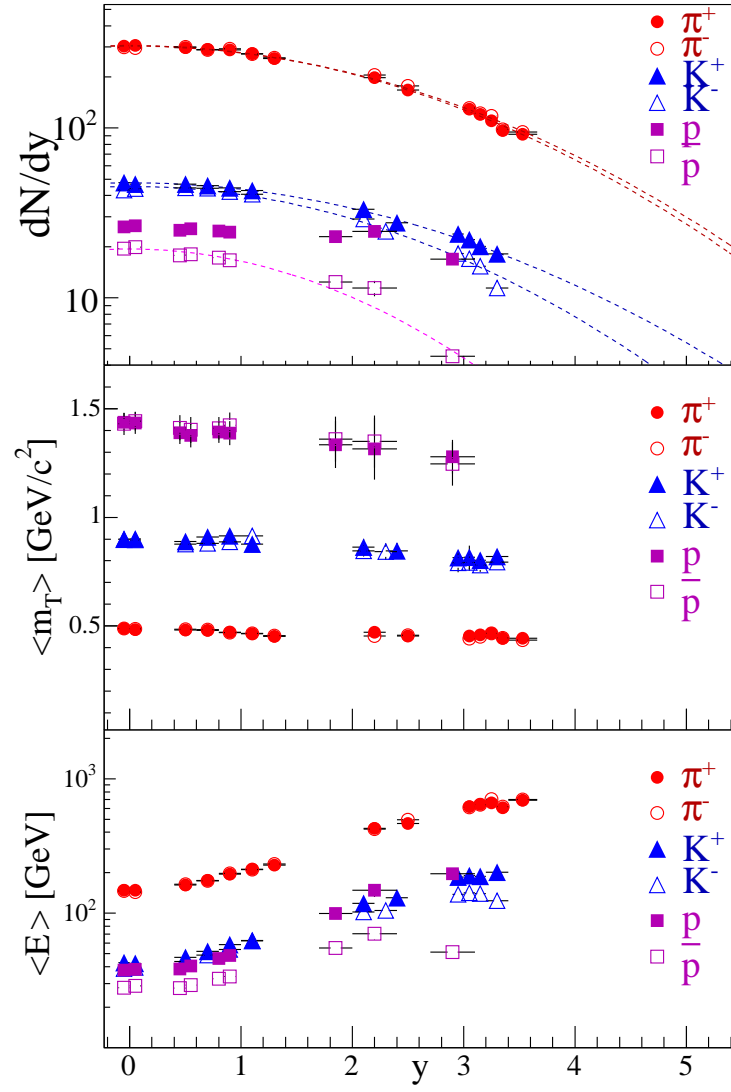 dN/dy
10²
10
π⁺
π⁻
K⁺
K⁻
p
p̅
<m_T> [GeV/c²]
1.5
1
0.5
π⁺
π⁻
K⁺
K⁻
p
p̅
<E> [GeV]
10³
10²
π⁺
π⁻
K⁺
K⁻
p
p̅
0 1 2 3 4 5
y